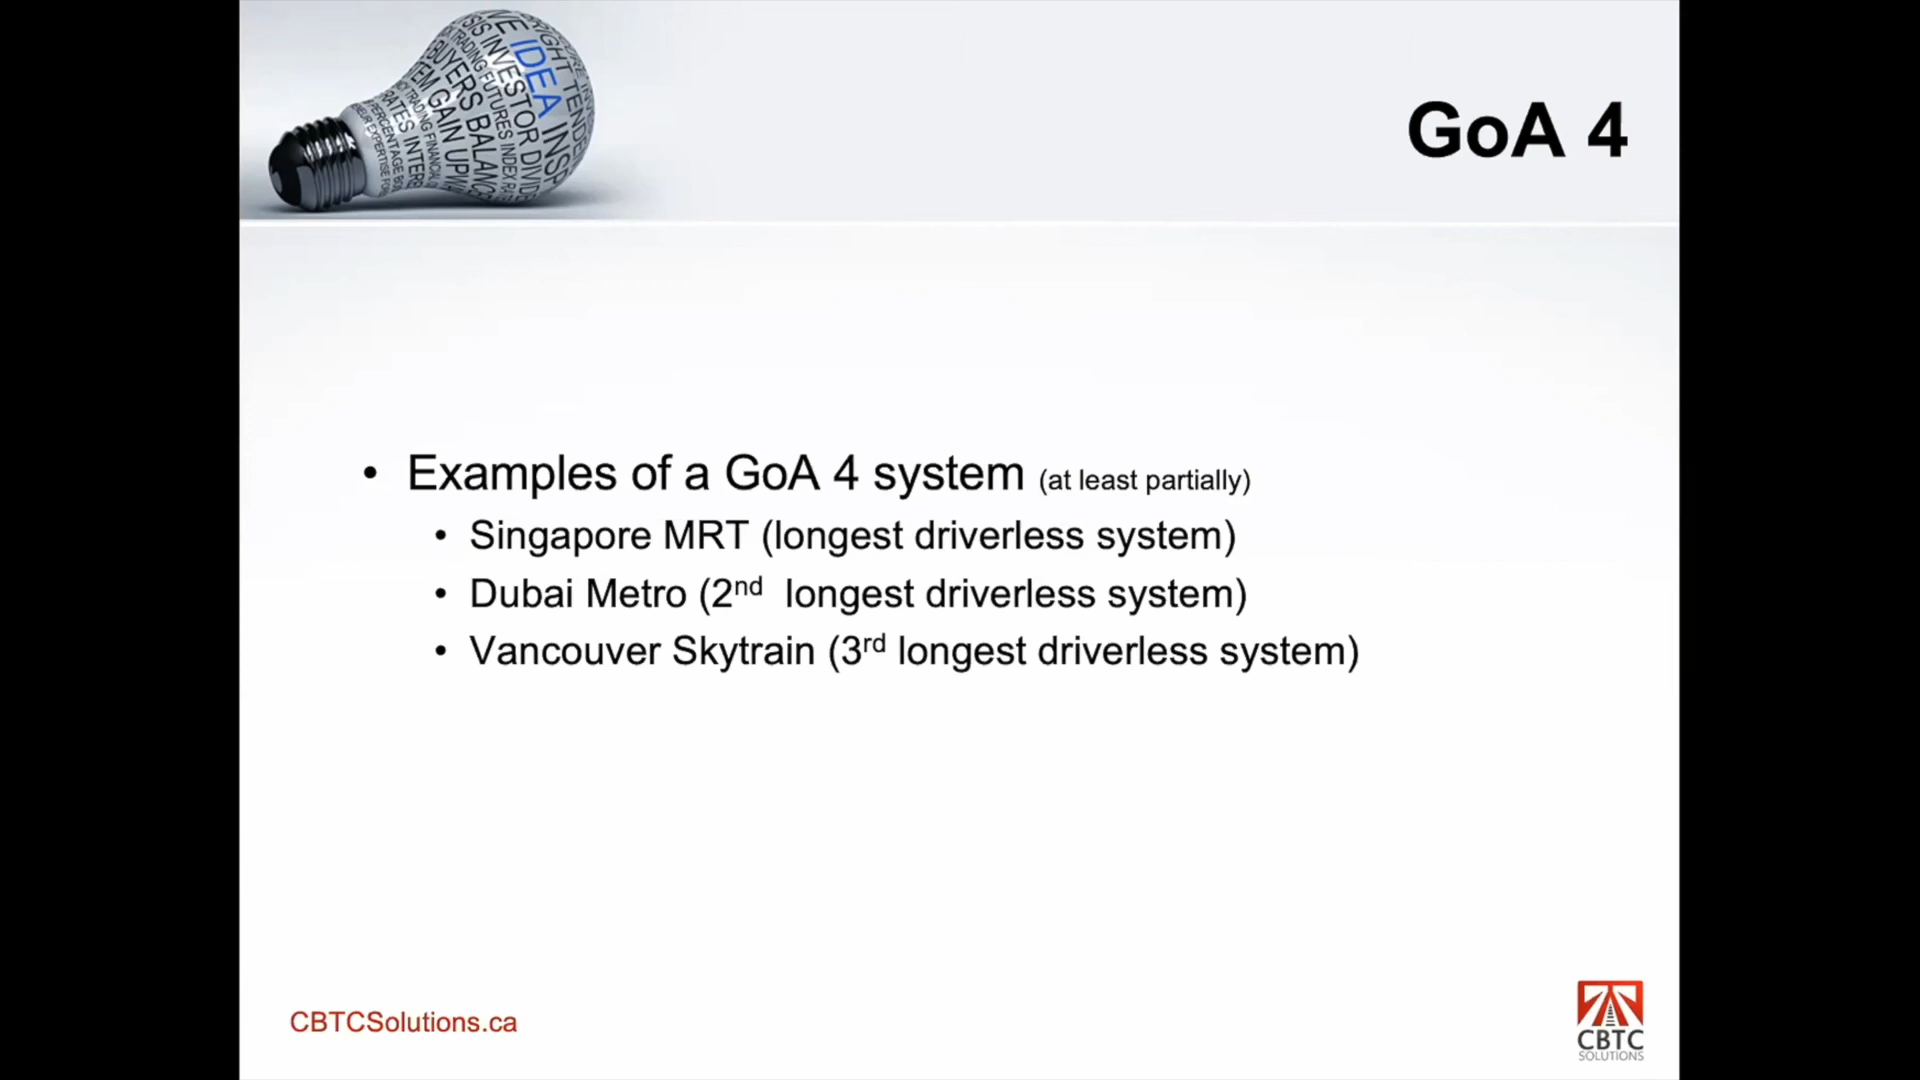 IDEA
GoA 4
• Examples of a GoA 4 system (at least partially)
• Singapore MRT (longest driverless system)
• Dubai Metro (2nd longest driverless system)
• Vancouver Skytrain (3rd longest driverless system)
CBTCSolutions.ca
CBTC
SOLUTIONS